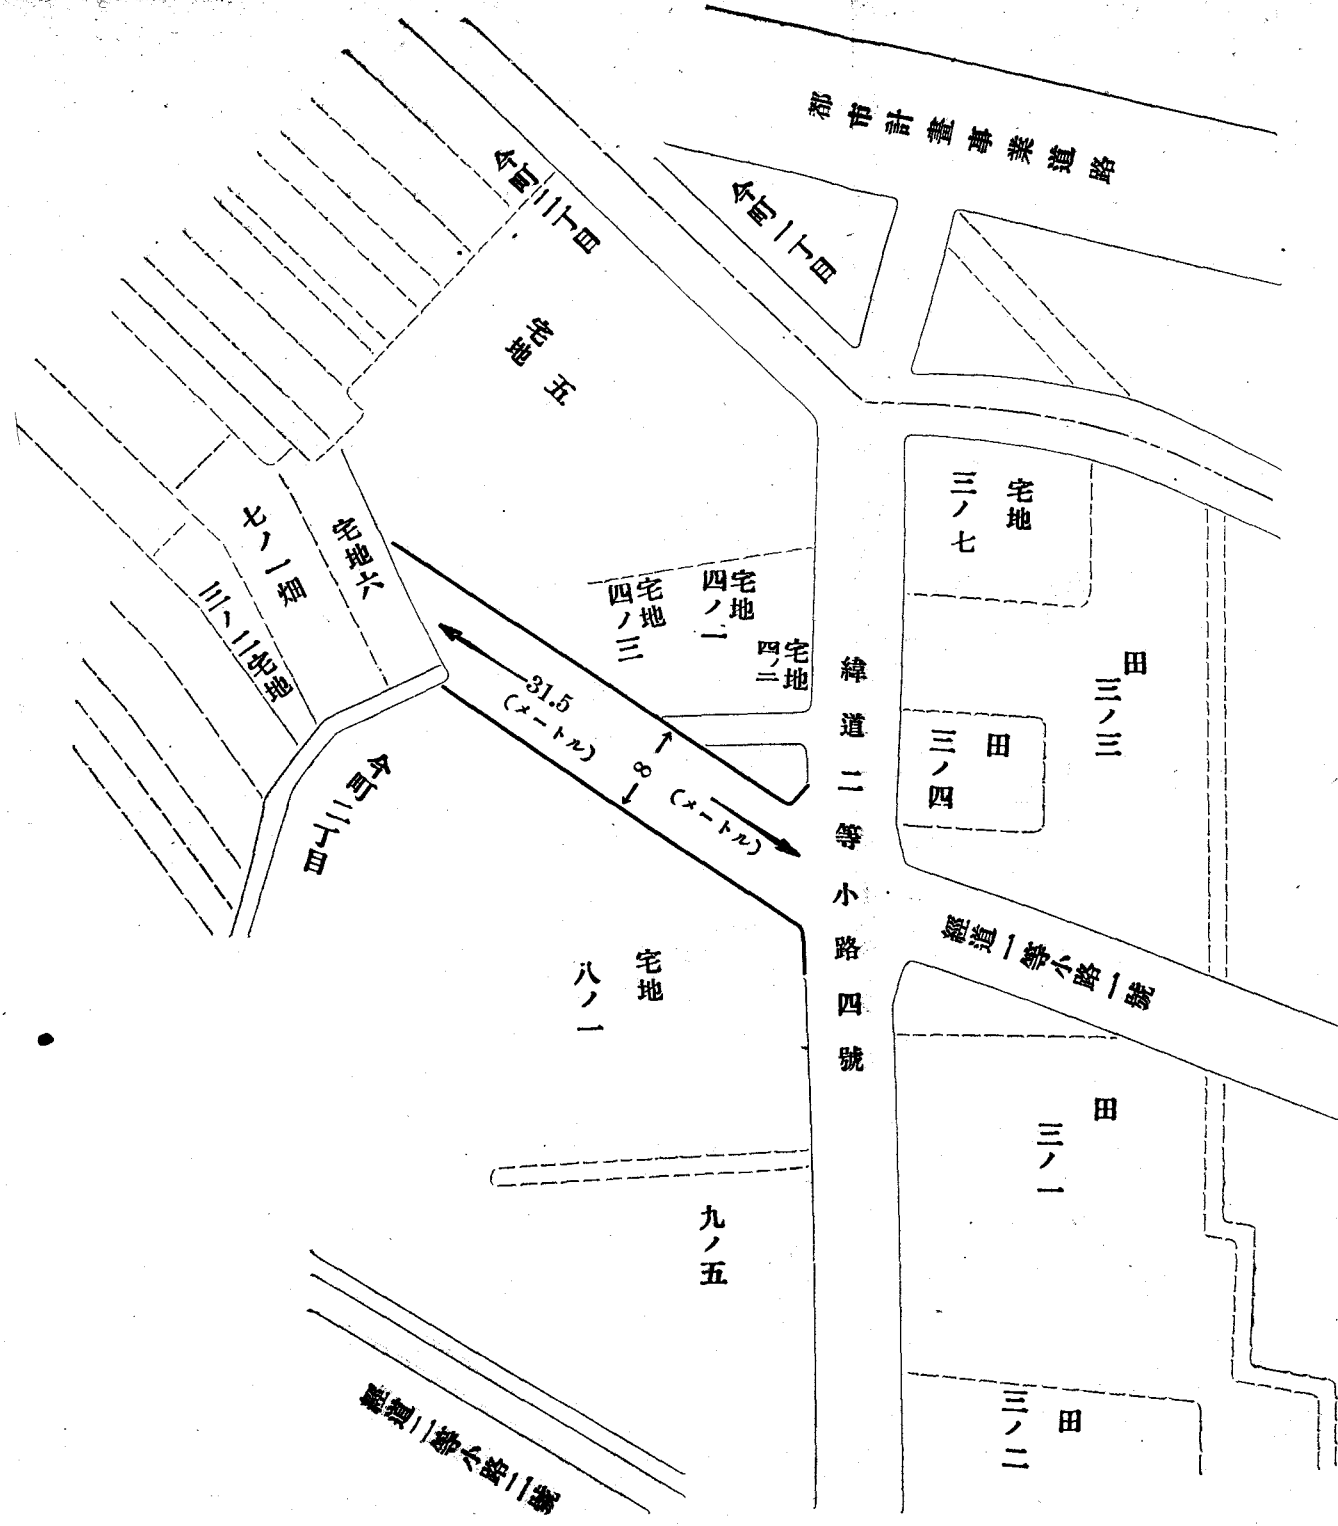 都市計畫事業道路
今町一丁目
今町二丁目
宅地
五
宅地
三ノ七
七ノ一畑
宅地六
三ノ二宅地
宅地
四ノ三
宅地
四ノ一
宅地
四ノ二
田
三ノ三
田
三ノ四
31.5
(メートル)
8
(メートル)
今町二丁目
緯道二等小路四號
經道一等小路一號
宅地
八ノ一
田
三ノ一
九ノ五
田
三ノ二
經道二等小路二號